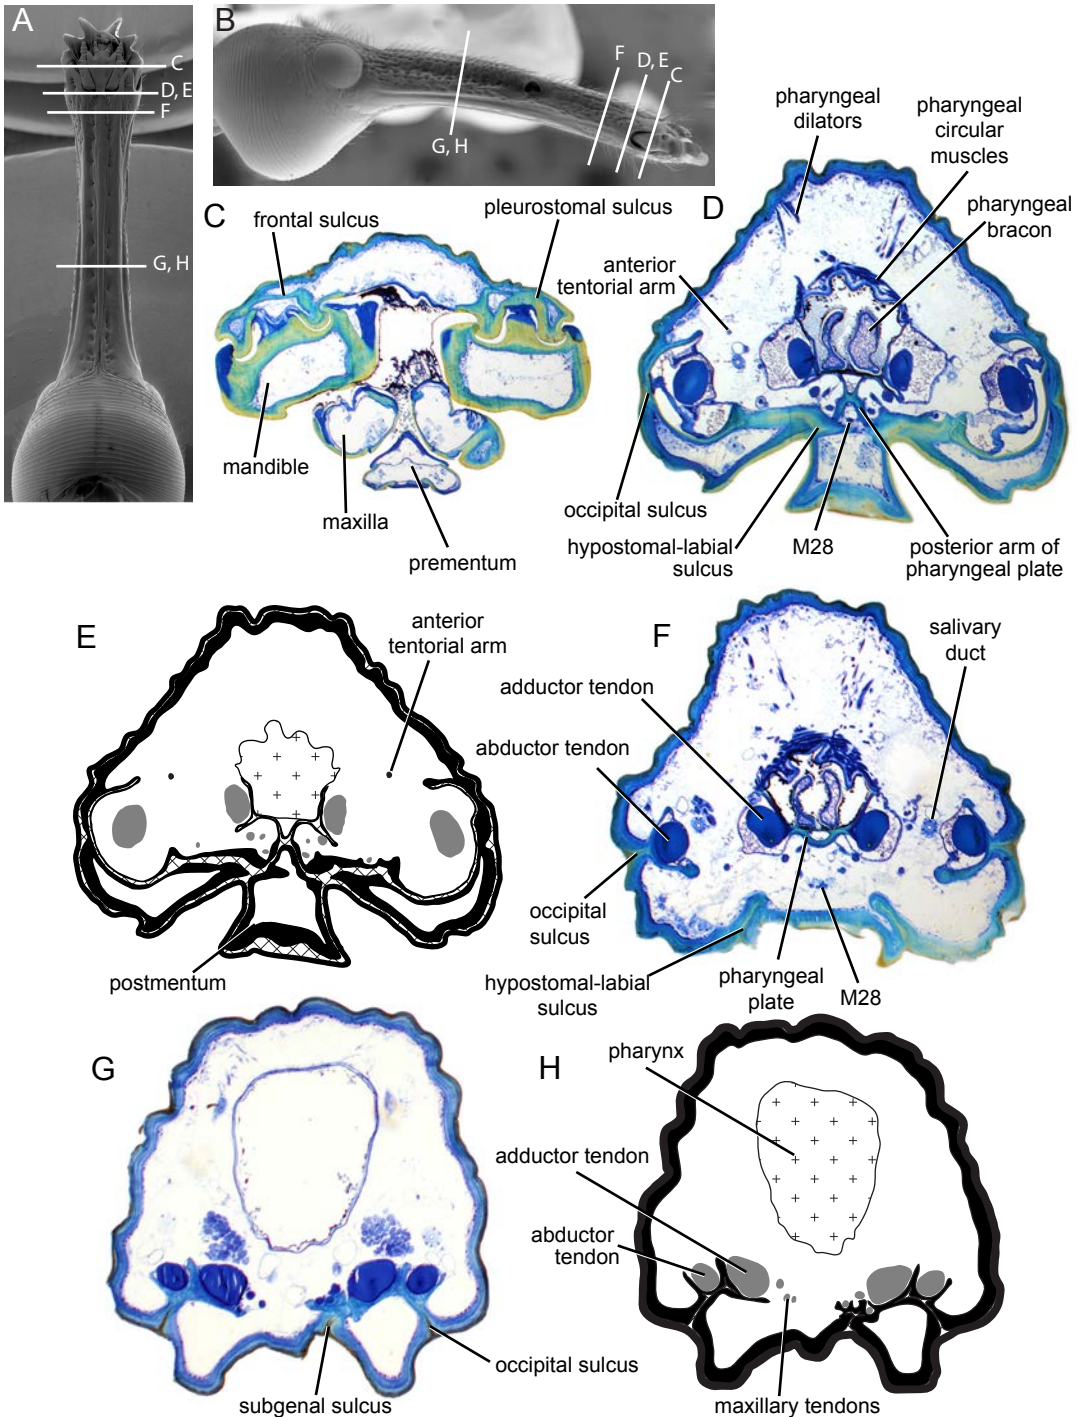 A
C
D, E
F
G, H
B
F
D, E
C
G, H
C
frontal sulcus
pleurostomal sulcus
mandible
maxilla
prementum
D
pharyngeal
dilators
pharyngeal
circular
muscles
pharyngeal
bracon
anterior
tentorial arm
occipital sulcus
hypostomal-labial
sulcus
M28
posterior arm of
pharyngeal plate
E
anterior
tentorial arm
postmentum
F
salivary
duct
adductor tendon
abductor tendon
occipital
sulcus
hypostomal-labial
sulcus
pharyngeal
plate
M28
G
subgenal sulcus
occipital sulcus
H
pharynx
adductor tendon
abductor
tendon
maxillary tendons